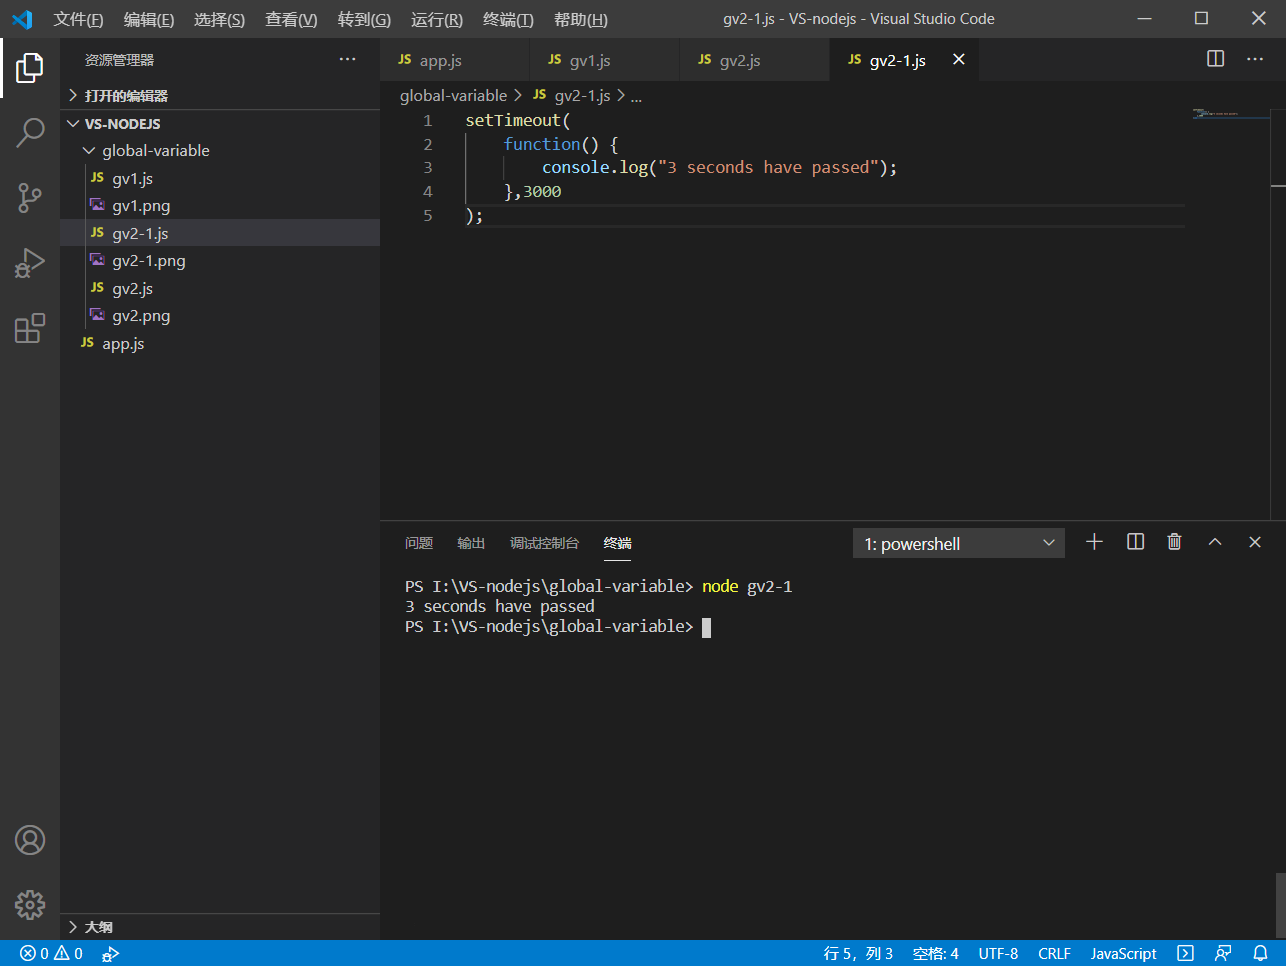 文件(F) 编辑(E) 选择(S) 查看(V) 转到(G) 运行(R) 终端(T) 帮助(H) gv2-1.js - VS-nodejs - Visual Studio Code
资源管理器
打开的编辑器
VS-NODEJS
global-variable
JS gv1.js
gv1.png
JS gv2-1.js
gv2-1.png
JS gv2.js
gv2.png
JS app.js
大纲
JS app.js JS gv1.js JS gv2.js JS gv2-1.js
global-variable > JS gv2-1.js > ...
1 setTimeout(
2 function() {
3 console.log("3 seconds have passed");
4 },3000
5 );
问题 输出 调试控制台 终端 1: powershell
PS I:\VS-nodejs\global-variable> node gv2-1
3 seconds have passed
PS I:\VS-nodejs\global-variable>
0 0 行 5，列 3 空格: 4 UTF-8 CRLF JavaScript